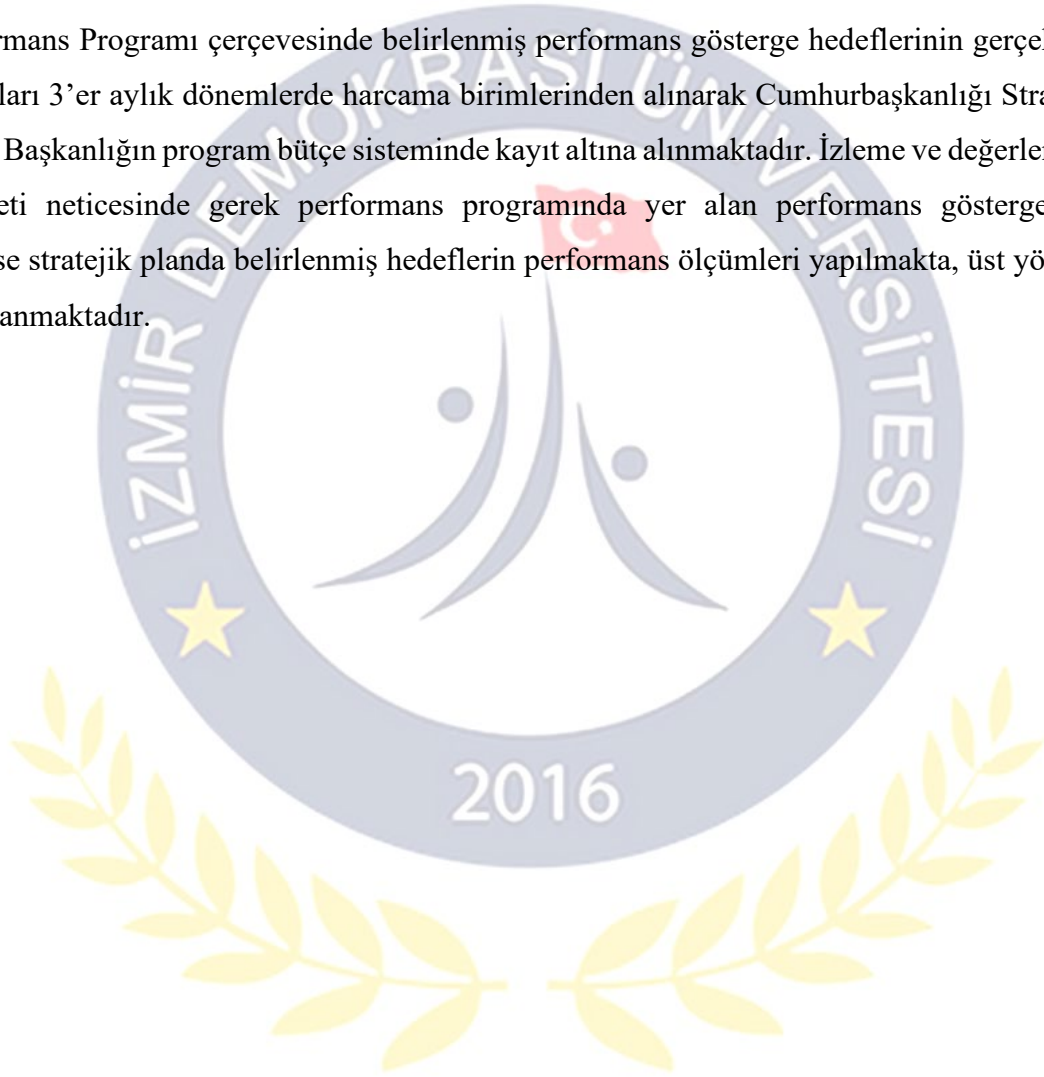 rmans Programı çerçevesinde belirlenmiş performans gösterge hedeflerinin gerçel
ları 3’er aylık dönemlerde harcama birimlerinden alınarak Cumhurbaşkanlığı Stra
Başkanlığın program bütçe sisteminde kayıt altına alınmaktadır. İzleme ve değerlen
eti neticesinde gerek performans programında yer alan performans gösterge
se stratejik planda belirlenmiş hedeflerin performans ölçümleri yapılmakta, üst yö
anmaktadır.
İZMİR DEMOKRASİ ÜNİVERSİTESİ
2016